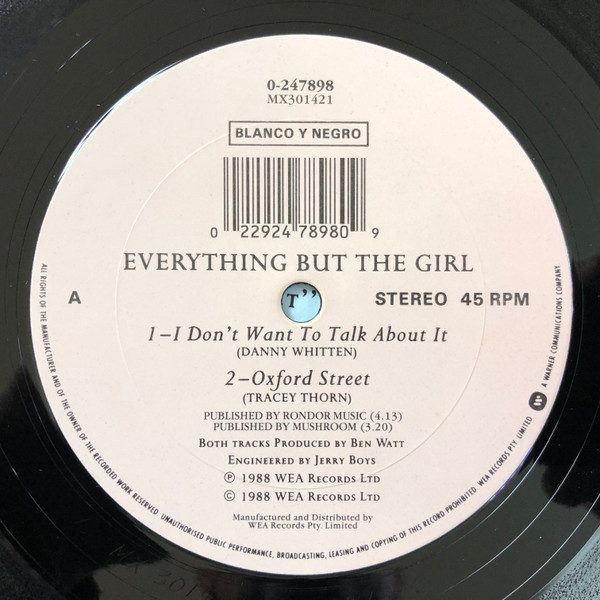 0-247898
MX301421
BLANCO Y NEGRO
0 22924 78980 9
EVERYTHING BUT THE GIRL
A
T”
STEREO 45 RPM
1–I Don't Want To Talk About It
(DANNY WHITTEN)
2–Oxford Street
(TRACEY THORN)
PUBLISHED BY RONDOR MUSIC (4.13)
PUBLISHED BY MUSHROOM (3.20)
BOTH TRACKS PRODUCED BY BEN WATT
ENGINEERED BY JERRY BOYS
Ⓟ 1988 WEA RECORDS LTD
© 1988 WEA RECORDS LTD
Manufactured and Distributed by
WEA Records Pty. Limited
ALL RIGHTS OF THE MANUFACTURER AND OF THE OWNER OF THE RECORDED WORK RESERVED. UNAUTHORISED PUBLIC PERFORMANCE, BROADCASTING, LEASING AND COPYING OF THIS RECORD PROHIBITED. WEA RECORDS PTY. LIMITED
A WARNER COMMUNICATIONS COMPANY.